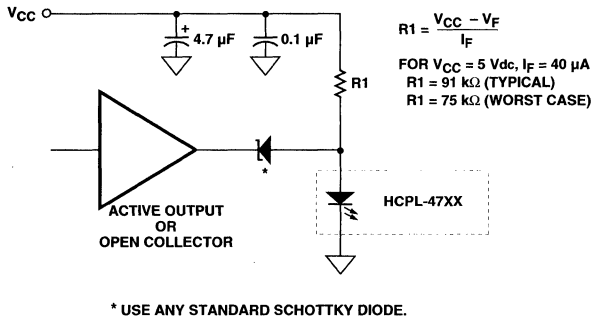 VCC
+
4.7 µF
0.1 µF
R1
R1 = VCC – VF / IF
FOR VCC = 5 Vdc, IF = 40 µA
R1 = 91 kΩ (TYPICAL)
R1 = 75 kΩ (WORST CASE)
*
HCPL-47XX
ACTIVE OUTPUT
OR
OPEN COLLECTOR
* USE ANY STANDARD SCHOTTKY DIODE.